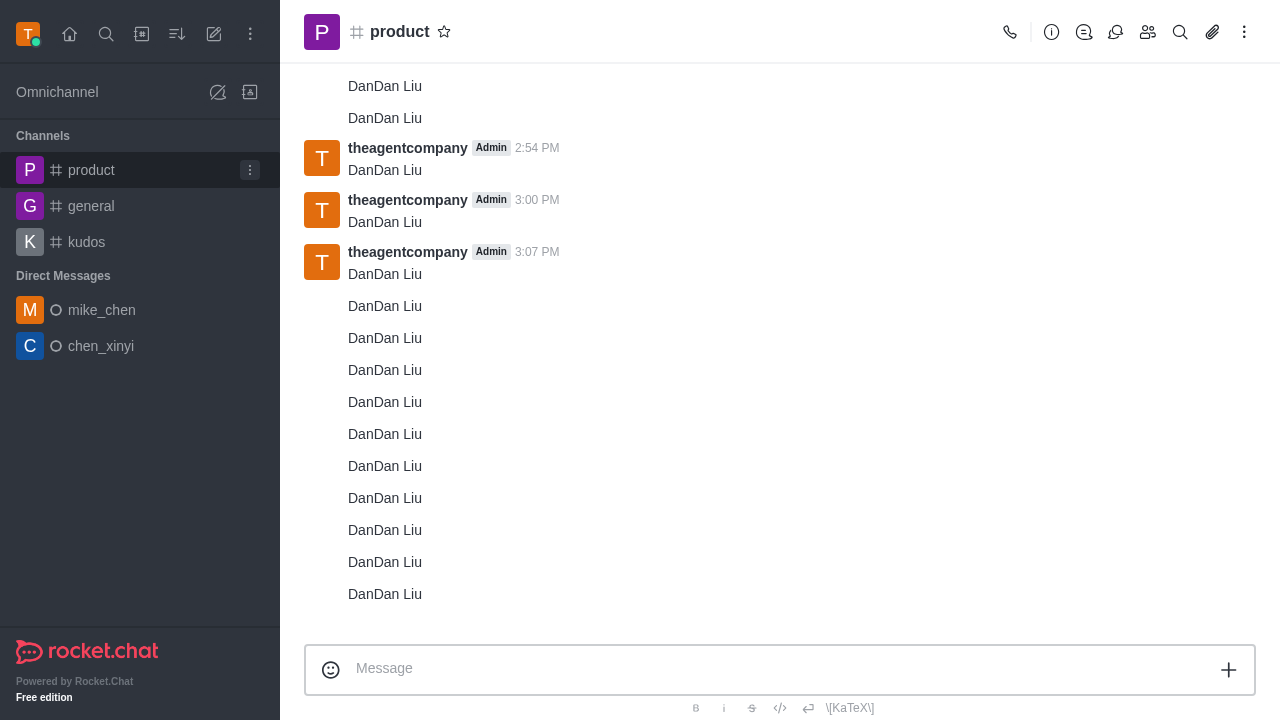 T
Omnichannel
Channels
P product
G general
K kudos
Direct Messages
M mike_chen
C chen_xinyi
rocket.chat
Powered by Rocket.Chat
Free edition
P product
DanDan Liu
DanDan Liu
T theagentcompany Admin 2:54 PM
DanDan Liu
T theagentcompany Admin 3:00 PM
DanDan Liu
T theagentcompany Admin 3:07 PM
DanDan Liu
DanDan Liu
DanDan Liu
DanDan Liu
DanDan Liu
DanDan Liu
DanDan Liu
DanDan Liu
DanDan Liu
DanDan Liu
DanDan Liu
Message
B i S </> \[KaTeX\]